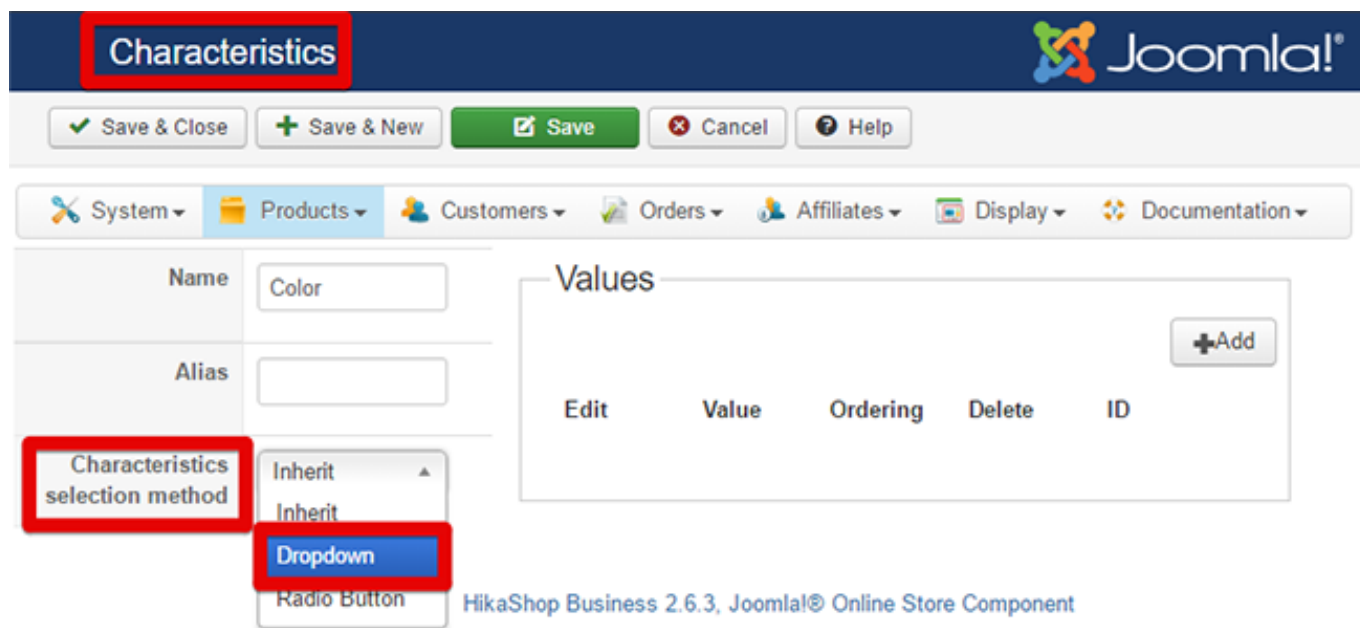 Characteristics
Joomla!®
Save & Close Save & New Save Cancel Help
System Products Customers Orders Affiliates Display Documentation
Name Color
Values
Add
Alias
Edit Value Ordering Delete ID
Characteristics
selection method
Inherit
Inherit
Dropdown
Radio Button
HikaShop Business 2.6.3, Joomla!® Online Store Component